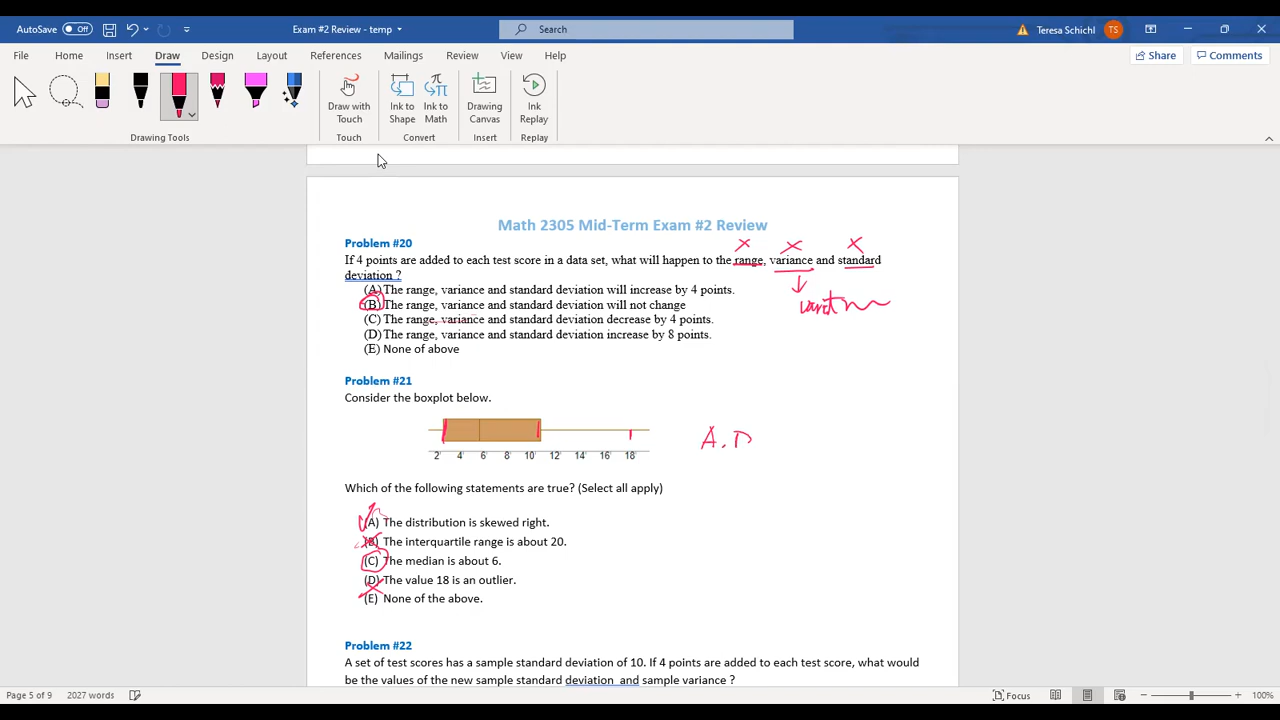 AutoSave Off Exam #2 Review - temp Search Teresa Schichl TS
File Home Insert Draw Design Layout References Mailings Review View Help Share Comments
Draw with Touch Ink to Shape Ink to Math Drawing Canvas Ink Replay
Drawing Tools Touch Convert Insert Replay
Math 2305 Mid-Term Exam #2 Review
Problem #20
If 4 points are added to each test score in a data set, what will happen to the range, variance and standard
deviation ?
(A) The range, variance and standard deviation will increase by 4 points.
(B) The range, variance and standard deviation will not change
(C) The range, variance and standard deviation decrease by 4 points.
(D) The range, variance and standard deviation increase by 8 points.
(E) None of above
Problem #21
Consider the boxplot below.
A. D
2' 4' 6' 8' 10' 12' 14' 16' 18'
Which of the following statements are true? (Select all apply)
(A) The distribution is skewed right.
(B) The interquartile range is about 20.
(C) The median is about 6.
(D) The value 18 is an outlier.
(E) None of the above.
Problem #22
A set of test scores has a sample standard deviation of 10. If 4 points are added to each test score, what would
be the values of the new sample standard deviation and sample variance ?
Page 5 of 9 2027 words Focus 100%